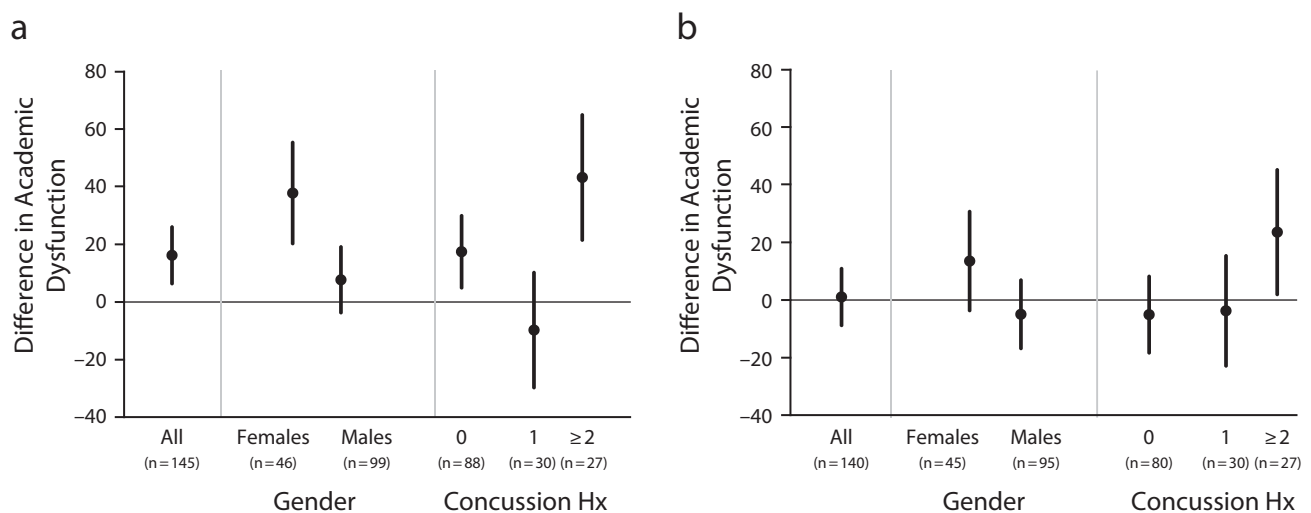 a
Difference in Academic
Dysfunction
80
60
40
20
0
–20
–40
All
Females
Males
0
1
≥2
(n=145)
(n=46)
(n=99)
(n=88)
(n=30)
(n=27)
Gender
Concussion Hx
b
Difference in Academic
Dysfunction
80
60
40
20
0
–20
–40
All
Females
Males
0
1
≥2
(n=140)
(n=45)
(n=95)
(n=80)
(n=30)
(n=27)
Gender
Concussion Hx